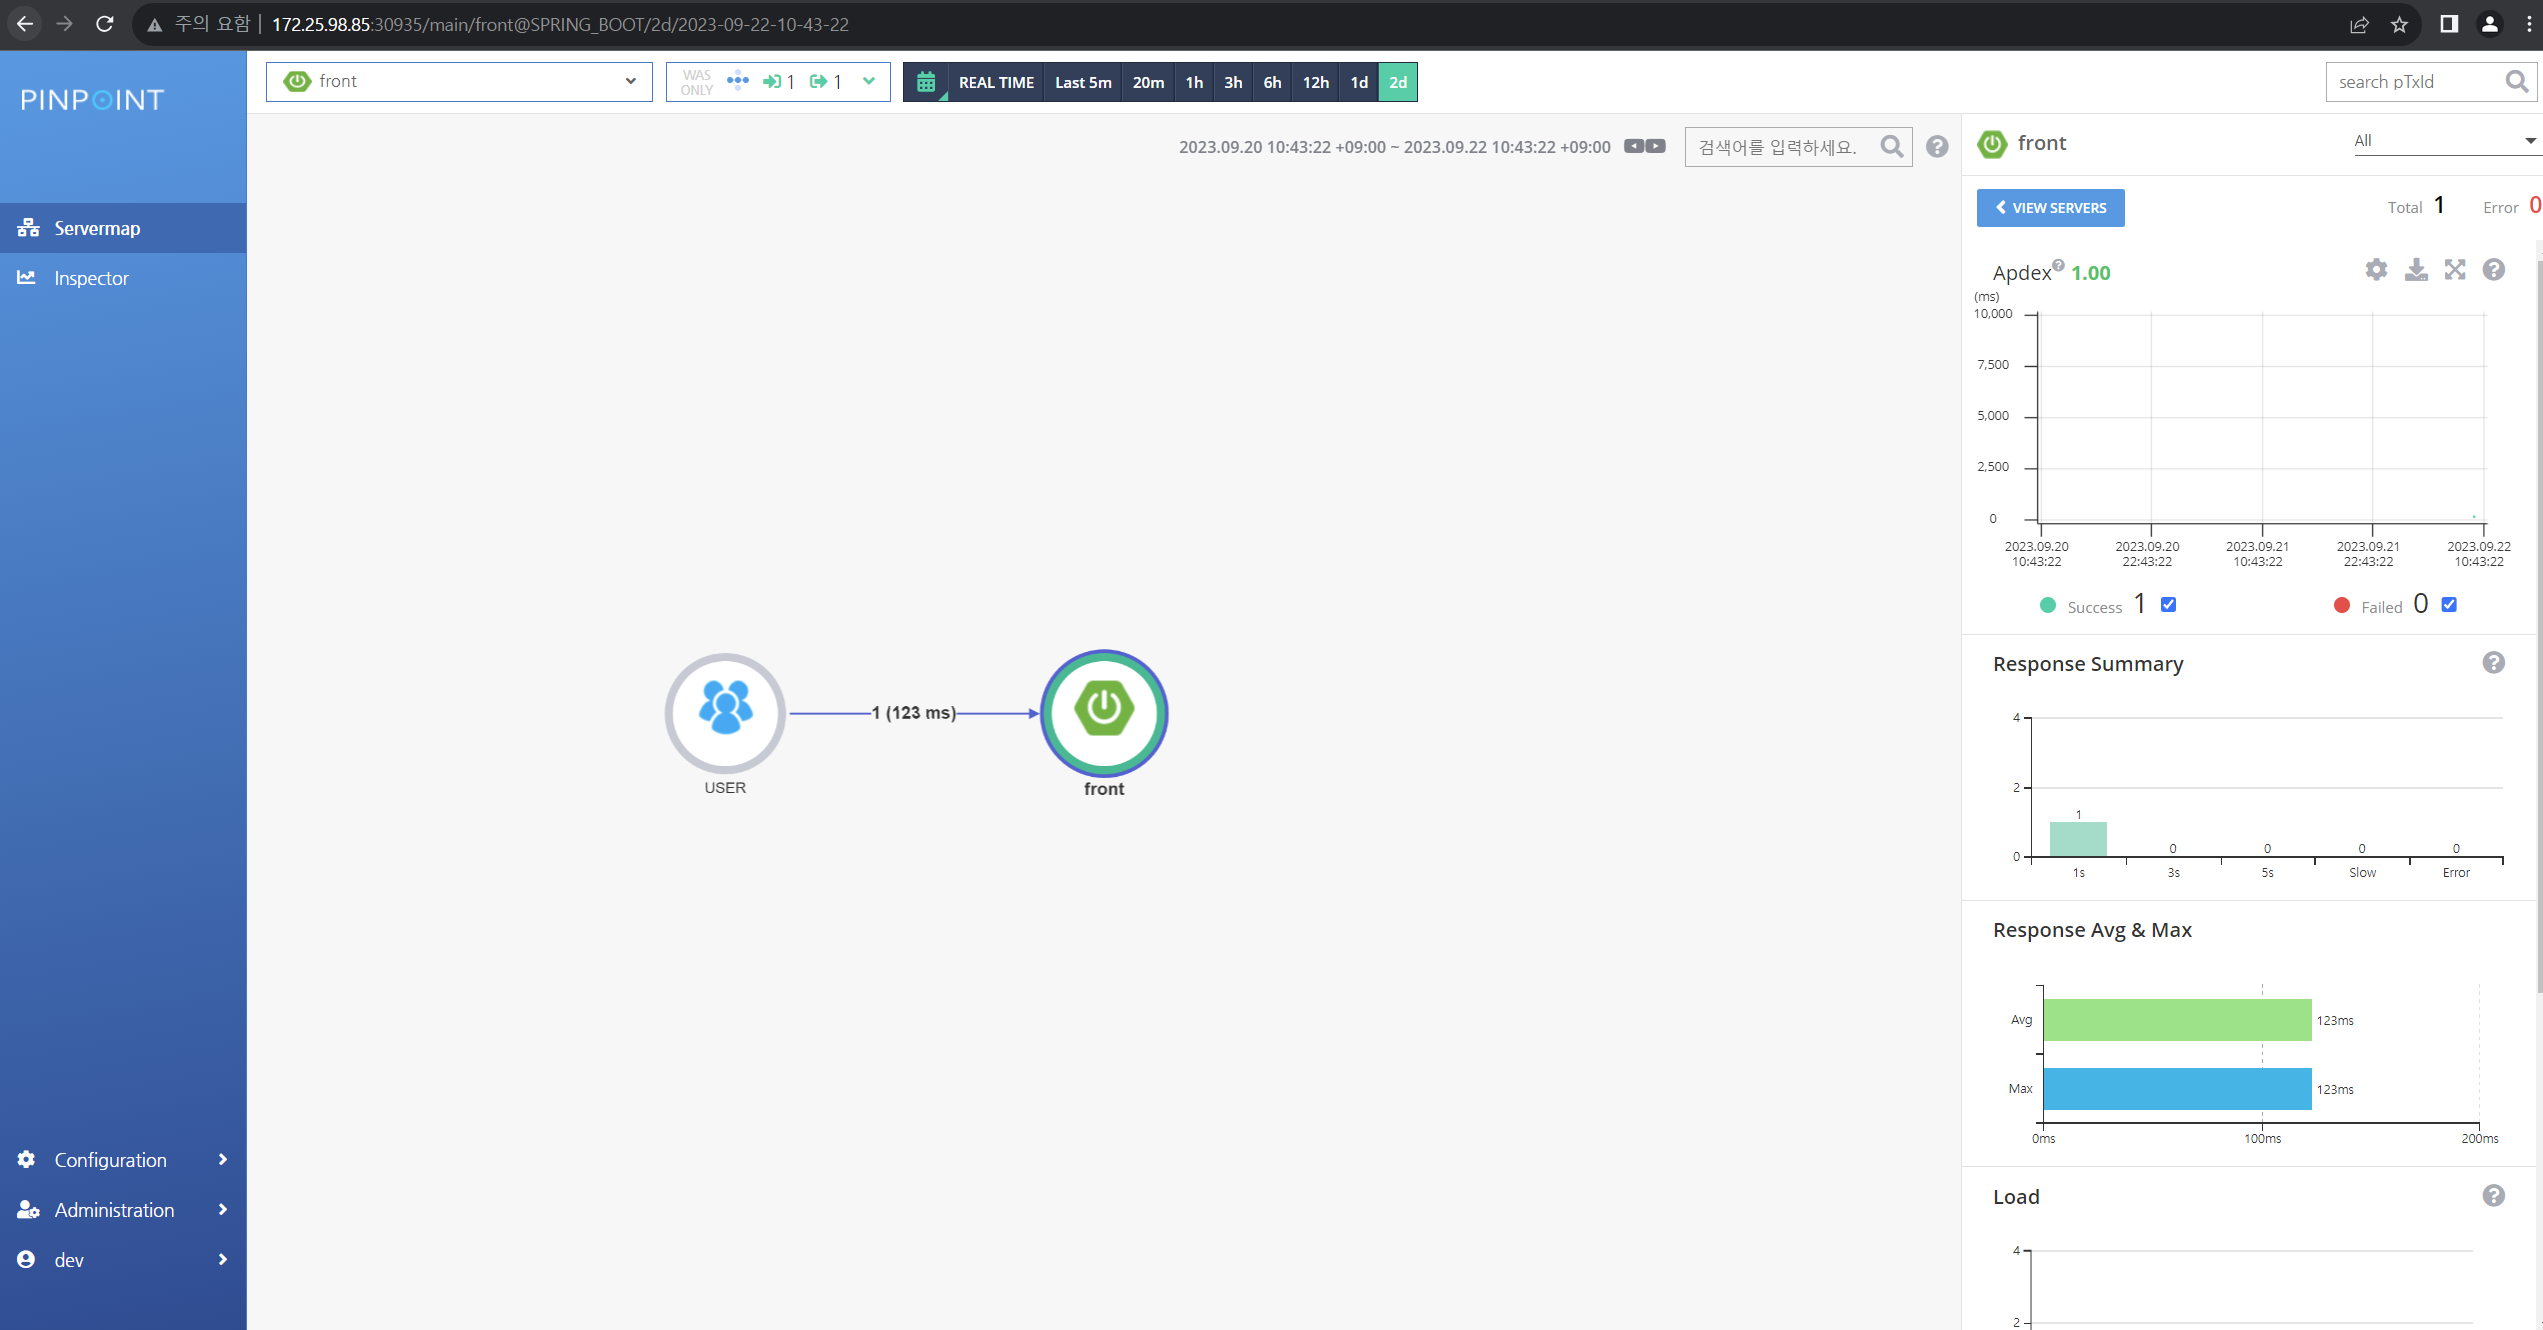 주의 요함 172.25.98.85:30935/main/front@SPRING_BOOT/2d/2023-09-22-10-43-22
PINPOINT
Servermap
Inspector
Configuration
Administration
dev
front
WAS ONLY 1 1
REAL TIME Last 5m 20m 1h 3h 6h 12h 1d 2d
search pTxId
2023.09.20 10:43:22 +09:00 ~ 2023.09.22 10:43:22 +09:00
검색어를 입력하세요.
USER
1 (123 ms)
front
front
All
VIEW SERVERS
Total 1 Error 0
Apdex 1.00
(ms)
10,000
7,500
5,000
2,500
0
2023.09.20 10:43:22
2023.09.20 22:43:22
2023.09.21 10:43:22
2023.09.21 22:43:22
2023.09.22 10:43:22
Success 1 Failed 0
Response Summary
4
2
0
1 0 0 0 0
1s 3s 5s Slow Error
Response Avg & Max
Avg 123ms
Max 123ms
0ms 100ms 200ms
Load
4
2